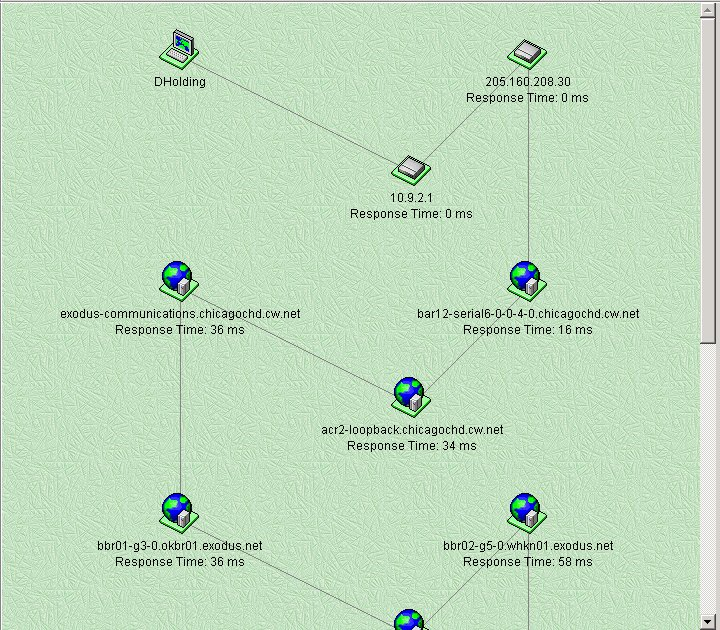 DHolding
205.160.208.30
Response Time: 0 ms
10.9.2.1
Response Time: 0 ms
exodus-communications.chicagochd.cw.net
Response Time: 36 ms
bar12-serial6-0-0-4-0.chicagochd.cw.net
Response Time: 16 ms
acr2-loopback.chicagochd.cw.net
Response Time: 34 ms
bbr01-g3-0.okbr01.exodus.net
Response Time: 36 ms
bbr02-g5-0.whkn01.exodus.net
Response Time: 58 ms